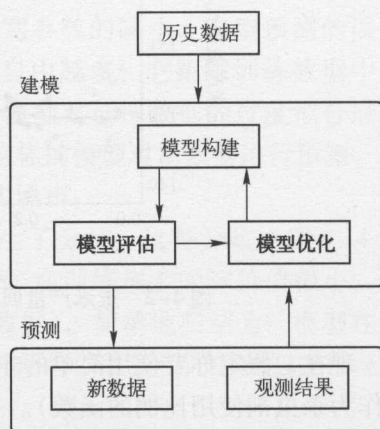 历史数据
建模
模型构建
模型评估
模型优化
预测
新数据
观测结果